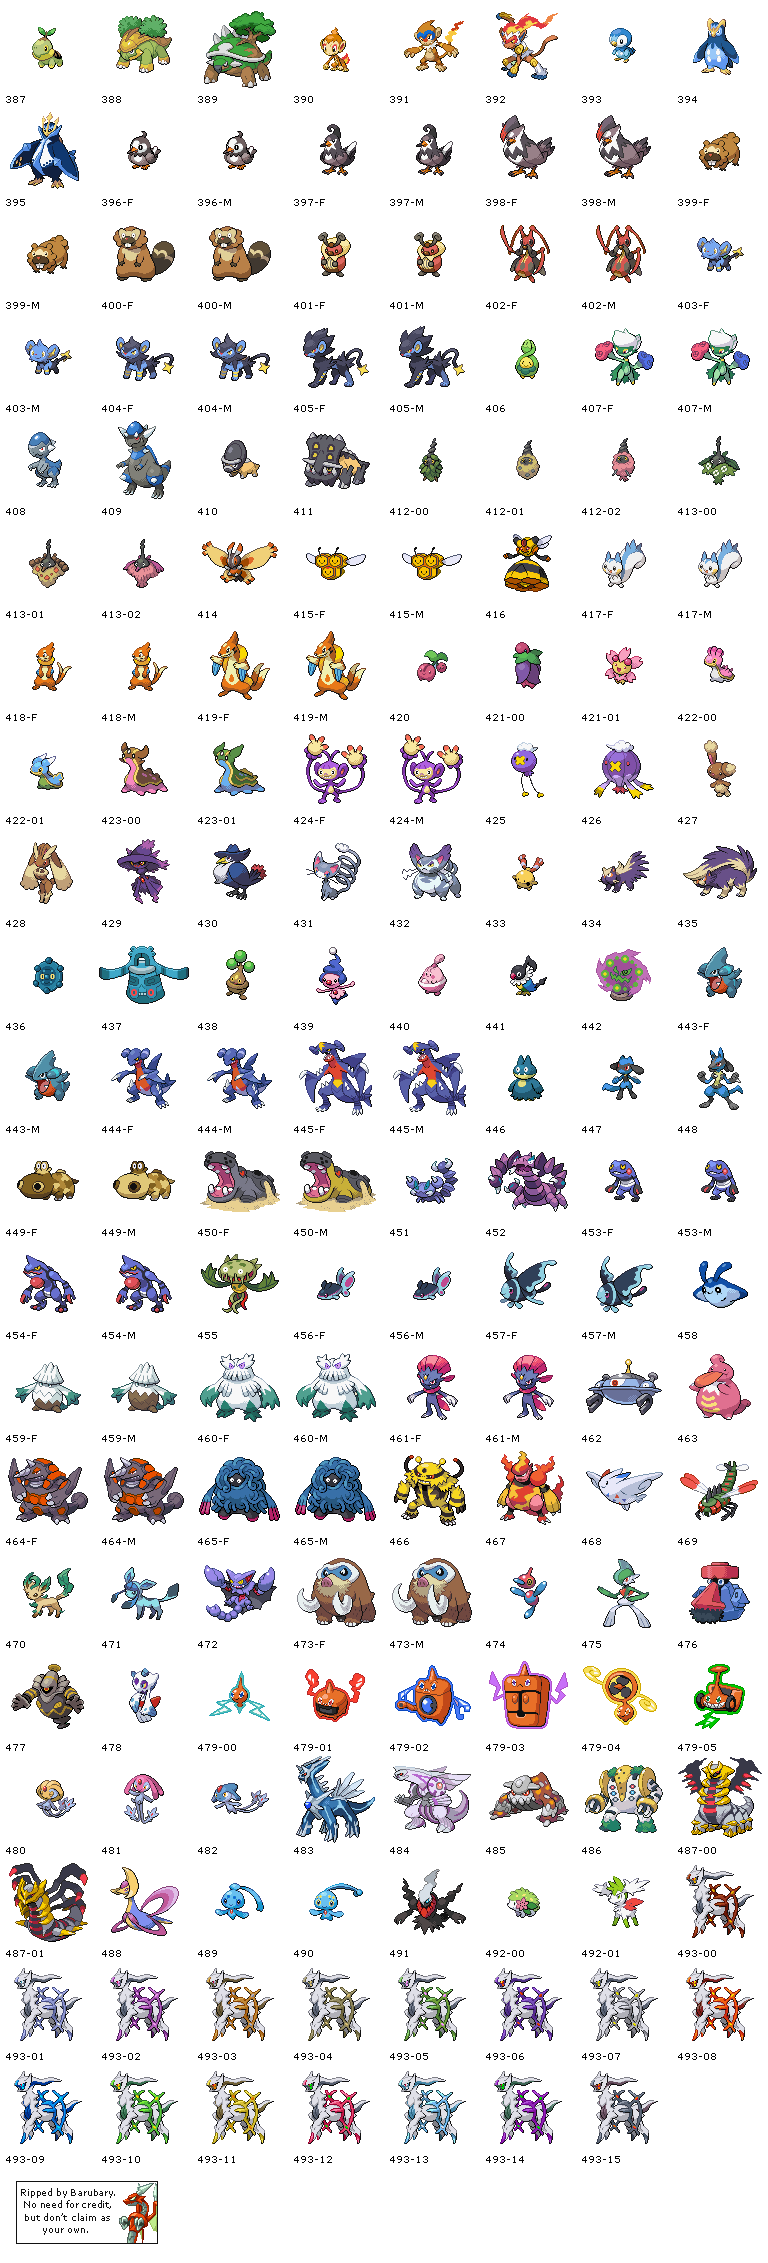 387 388 389 390 391 392 393 394
395 396-F 396-M 397-F 397-M 398-F 398-M 399-F
399-M 400-F 400-M 401-F 401-M 402-F 402-M 403-F
403-M 404-F 404-M 405-F 405-M 406 407-F 407-M
408 409 410 411 412-00 412-01 412-02 413-00
413-01 413-02 414 415-F 415-M 416 417-F 417-M
418-F 418-M 419-F 419-M 420 421-00 421-01 422-00
422-01 423-00 423-01 424-F 424-M 425 426 427
428 429 430 431 432 433 434 435
436 437 438 439 440 441 442 443-F
443-M 444-F 444-M 445-F 445-M 446 447 448
449-F 449-M 450-F 450-M 451 452 453-F 453-M
454-F 454-M 455 456-F 456-M 457-F 457-M 458
459-F 459-M 460-F 460-M 461-F 461-M 462 463
464-F 464-M 465-F 465-M 466 467 468 469
470 471 472 473-F 473-M 474 475 476
477 478 479-00 479-01 479-02 479-03 479-04 479-05
480 481 482 483 484 485 486 487-00
487-01 488 489 490 491 492-00 492-01 493-00
493-01 493-02 493-03 493-04 493-05 493-06 493-07 493-08
493-09 493-10 493-11 493-12 493-13 493-14 493-15
Ripped by Barubary.
No need for credit,
but don't claim as
your own.